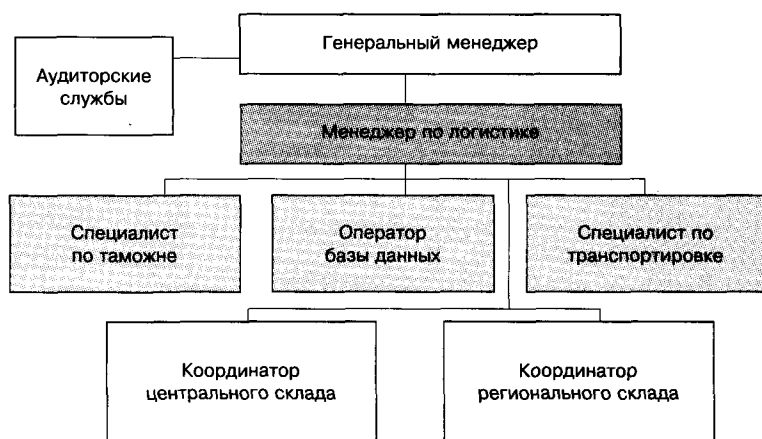 Генеральный менеджер
Аудиторские
службы
Менеджер по логистике
Специалист
по таможне
Оператор
базы данных
Специалист по
транспортировке
Координатор
центрального склада
Координатор
регионального склада